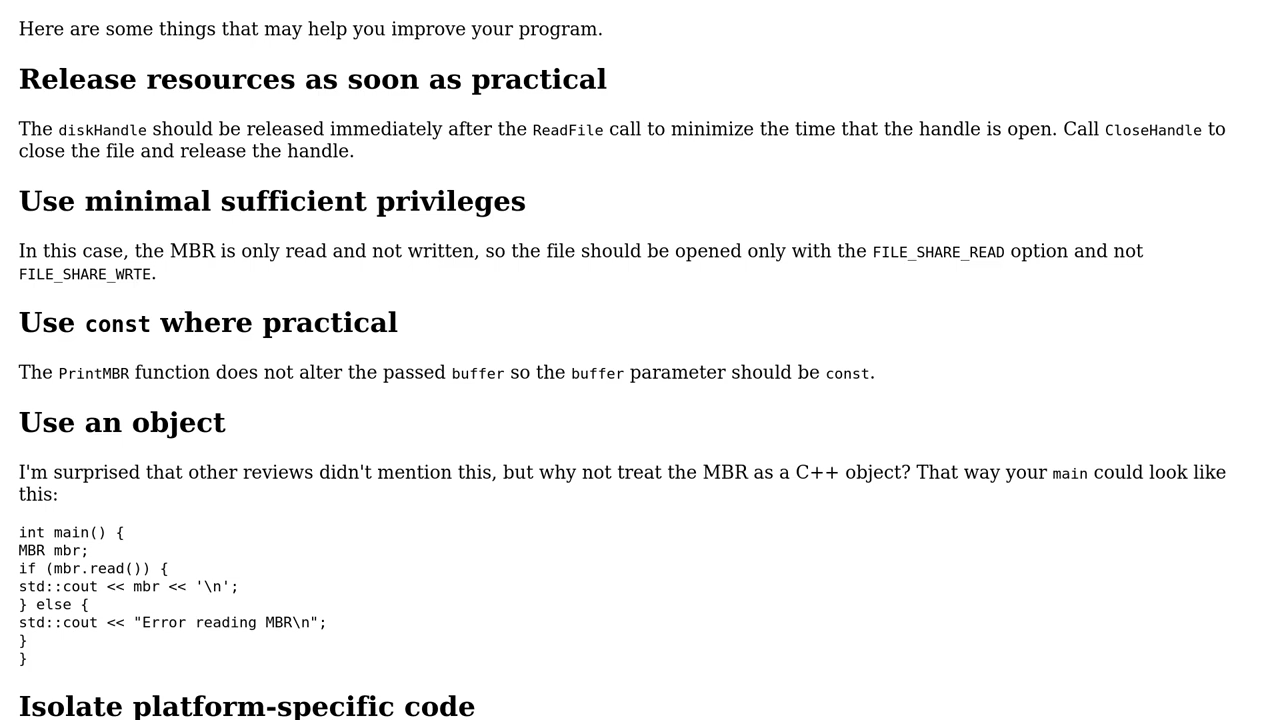 Here are some things that may help you improve your program.
Release resources as soon as practical
The diskHandle should be released immediately after the ReadFile call to minimize the time that the handle is open. Call CloseHandle to
close the file and release the handle.
Use minimal sufficient privileges
In this case, the MBR is only read and not written, so the file should be opened only with the FILE_SHARE_READ option and not
FILE_SHARE_WRTE.
Use const where practical
The PrintMBR function does not alter the passed buffer so the buffer parameter should be const.
Use an object
I'm surprised that other reviews didn't mention this, but why not treat the MBR as a C++ object? That way your main could look like
this:
int main() {
MBR mbr;
if (mbr.read()) {
std::cout << mbr << '\n';
} else {
std::cout << "Error reading MBR\n";
}
}
Isolate platform-specific code